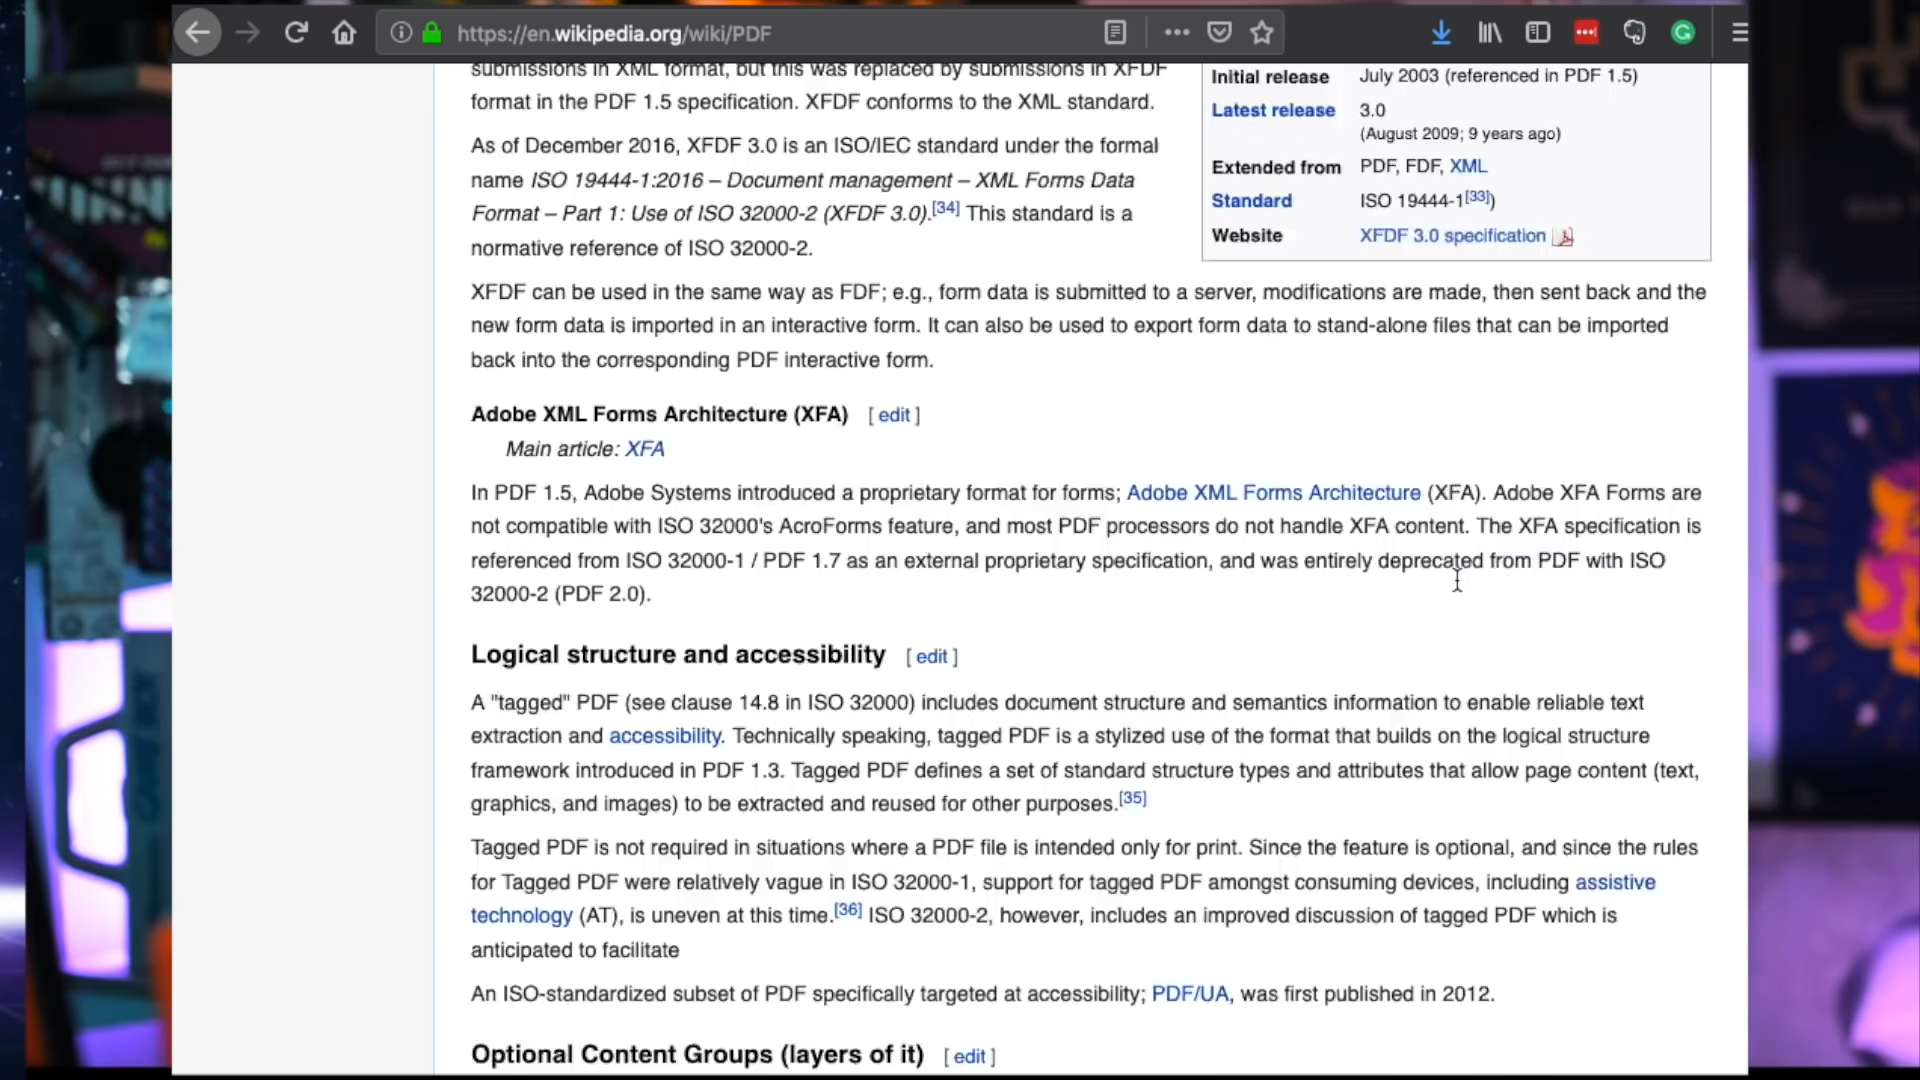 https://en.wikipedia.org/wiki/PDF
submissions in XML format, but this was replaced by submissions in XFDF
format in the PDF 1.5 specification. XFDF conforms to the XML standard.
As of December 2016, XFDF 3.0 is an ISO/IEC standard under the formal
name ISO 19444-1:2016 – Document management – XML Forms Data
Format – Part 1: Use of ISO 32000-2 (XFDF 3.0).[34] This standard is a
normative reference of ISO 32000-2.
Initial release July 2003 (referenced in PDF 1.5)
Latest release 3.0
(August 2009; 9 years ago)
Extended from PDF, FDF, XML
Standard ISO 19444-1[33])
Website XFDF 3.0 specification
XFDF can be used in the same way as FDF; e.g., form data is submitted to a server, modifications are made, then sent back and the
new form data is imported in an interactive form. It can also be used to export form data to stand-alone files that can be imported
back into the corresponding PDF interactive form.
Adobe XML Forms Architecture (XFA) [ edit ]
Main article: XFA
In PDF 1.5, Adobe Systems introduced a proprietary format for forms; Adobe XML Forms Architecture (XFA). Adobe XFA Forms are
not compatible with ISO 32000's AcroForms feature, and most PDF processors do not handle XFA content. The XFA specification is
referenced from ISO 32000-1 / PDF 1.7 as an external proprietary specification, and was entirely deprecated from PDF with ISO
32000-2 (PDF 2.0).
Logical structure and accessibility [ edit ]
A "tagged" PDF (see clause 14.8 in ISO 32000) includes document structure and semantics information to enable reliable text
extraction and accessibility. Technically speaking, tagged PDF is a stylized use of the format that builds on the logical structure
framework introduced in PDF 1.3. Tagged PDF defines a set of standard structure types and attributes that allow page content (text,
graphics, and images) to be extracted and reused for other purposes.[35]
Tagged PDF is not required in situations where a PDF file is intended only for print. Since the feature is optional, and since the rules
for Tagged PDF were relatively vague in ISO 32000-1, support for tagged PDF amongst consuming devices, including assistive
technology (AT), is uneven at this time.[36] ISO 32000-2, however, includes an improved discussion of tagged PDF which is
anticipated to facilitate
An ISO-standardized subset of PDF specifically targeted at accessibility; PDF/UA, was first published in 2012.
Optional Content Groups (layers of it) [ edit ]